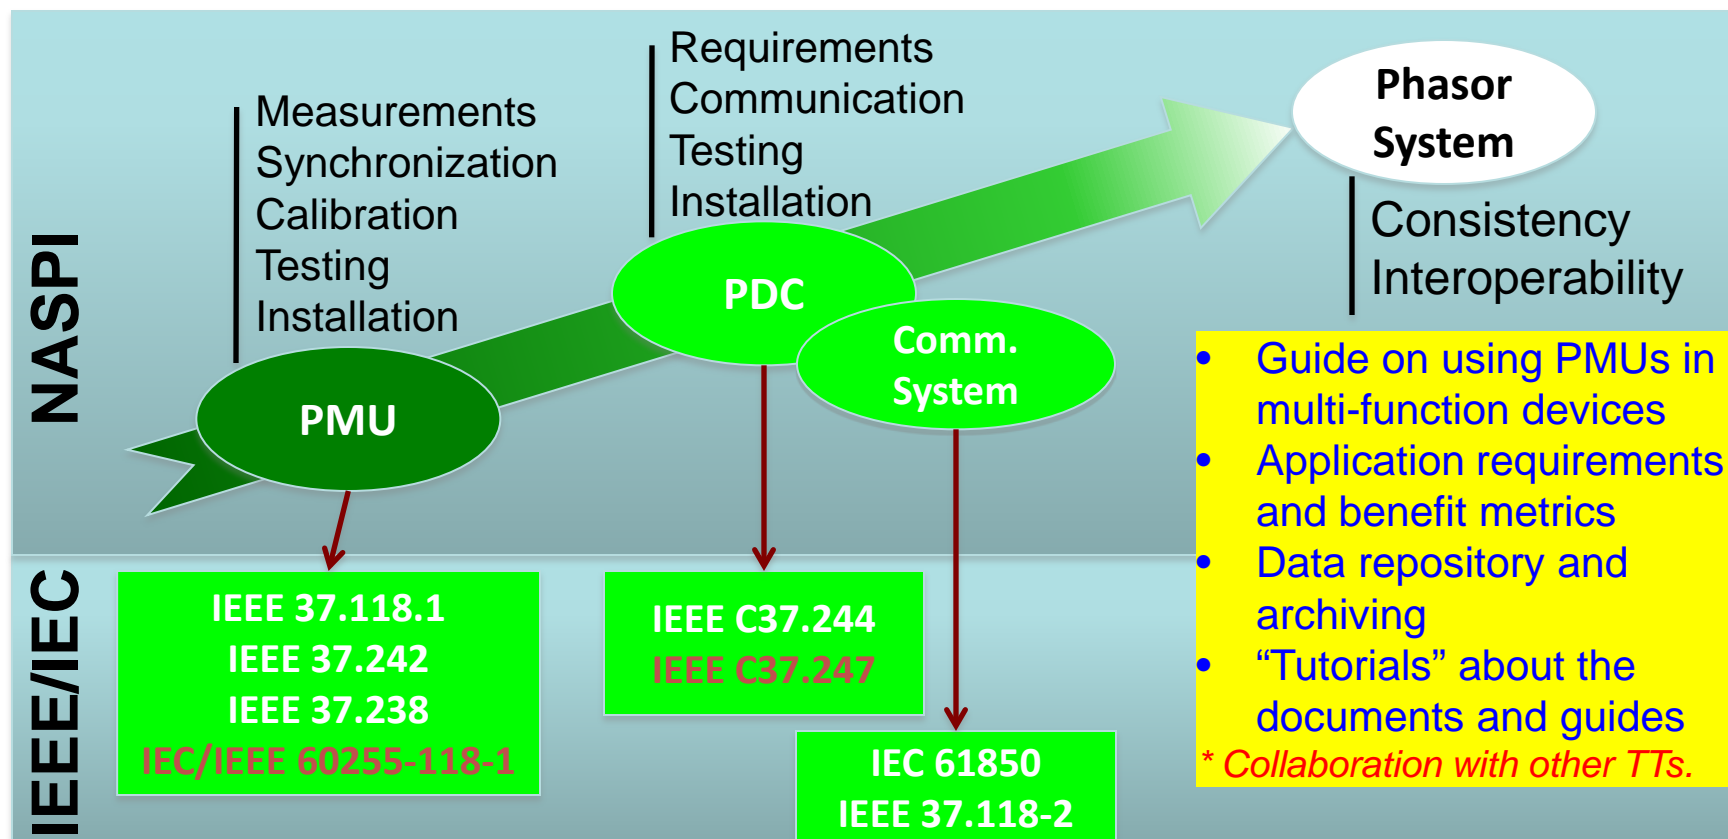 NASPI
Measurements
Synchronization
Calibration
Testing
Installation
PMU
Requirements
Communication
Testing
Installation
PDC
Comm.
System
Phasor
System
Consistency
Interoperability
• Guide on using PMUs in
multi-function devices
• Application requirements
and benefit metrics
• Data repository and
archiving
• “Tutorials” about the
documents and guides
* Collaboration with other TTs.
IEEE/IEC
IEEE 37.118.1
IEEE 37.242
IEEE 37.238
IEC/IEEE 60255-118-1
IEEE C37.244
IEEE C37.247
IEC 61850
IEEE 37.118-2